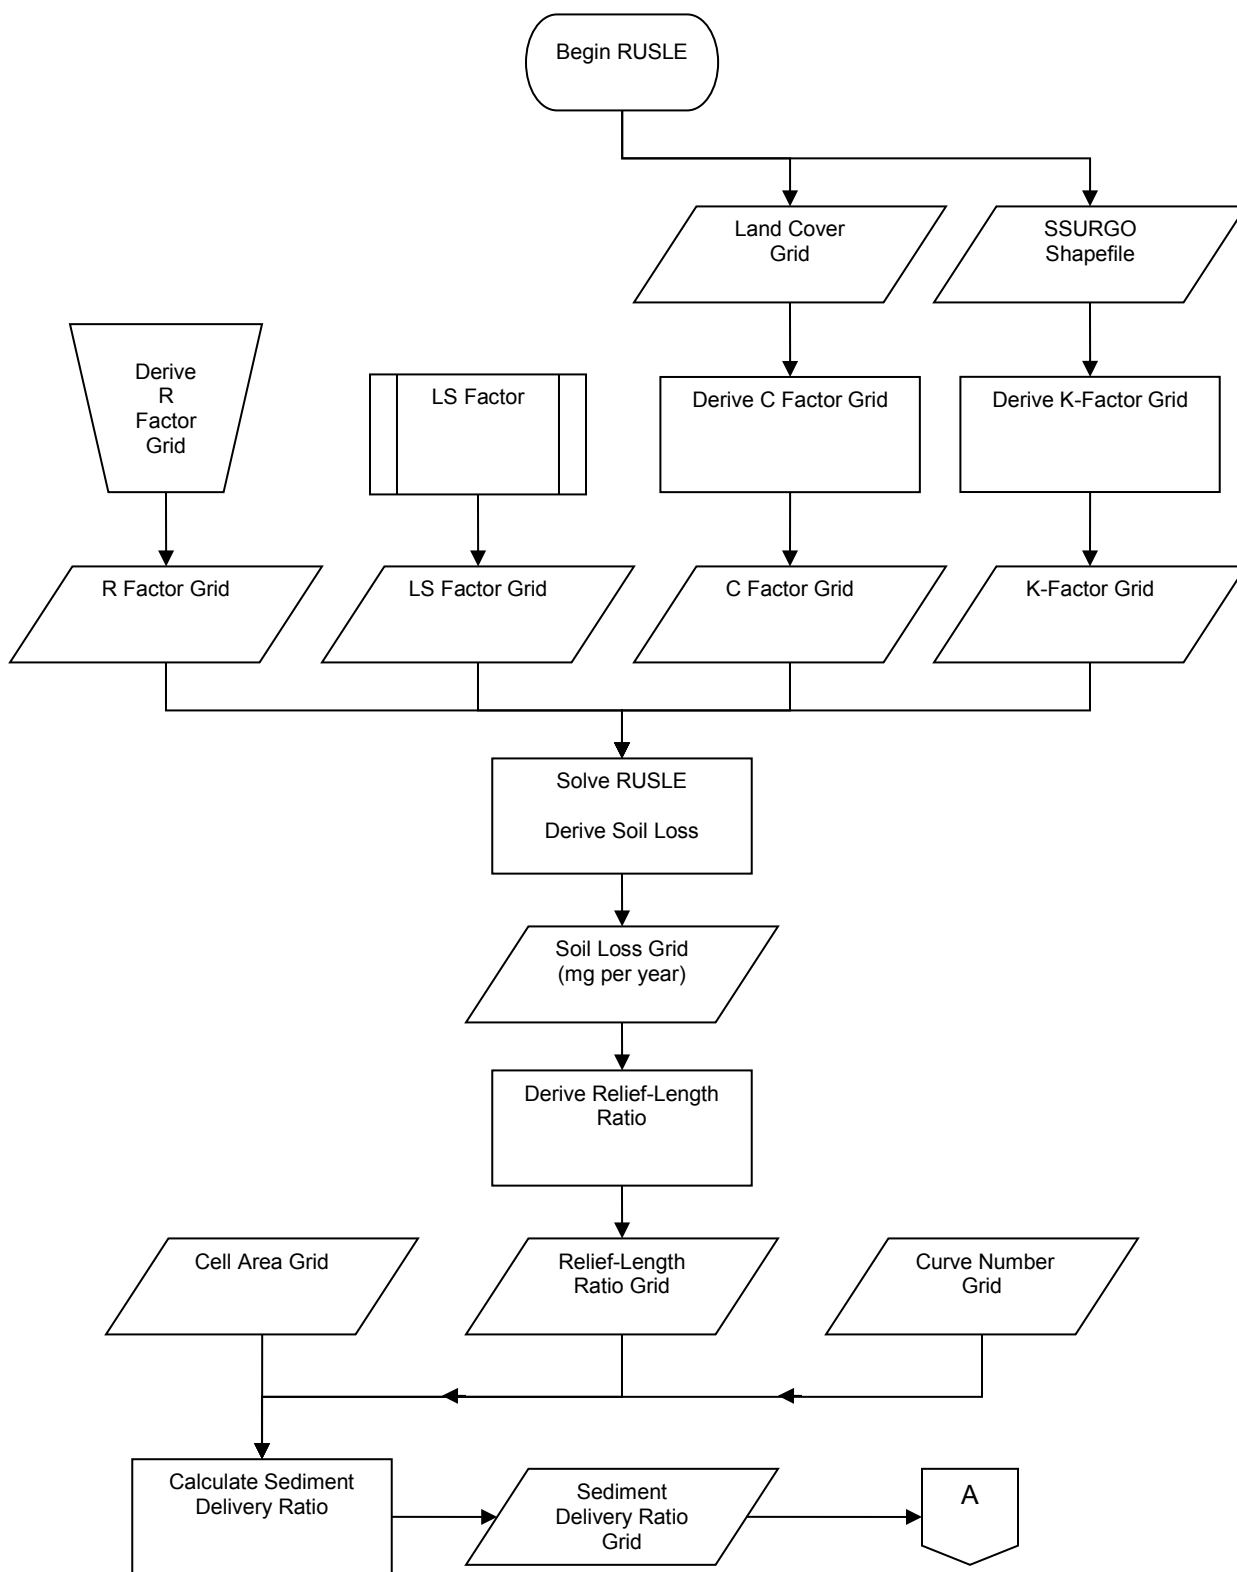 Begin RUSLE
Land Cover
Grid
SSURGO
Shapefile
Derive
R
Factor
Grid
LS Factor
Derive C Factor Grid
Derive K-Factor Grid
R Factor Grid
LS Factor Grid
C Factor Grid
K-Factor Grid
Solve RUSLE
Derive Soil Loss
Soil Loss Grid
(mg per year)
Derive Relief-Length
Ratio
Cell Area Grid
Relief-Length
Ratio Grid
Curve Number
Grid
Calculate Sediment
Delivery Ratio
Sediment
Delivery Ratio
Grid
A